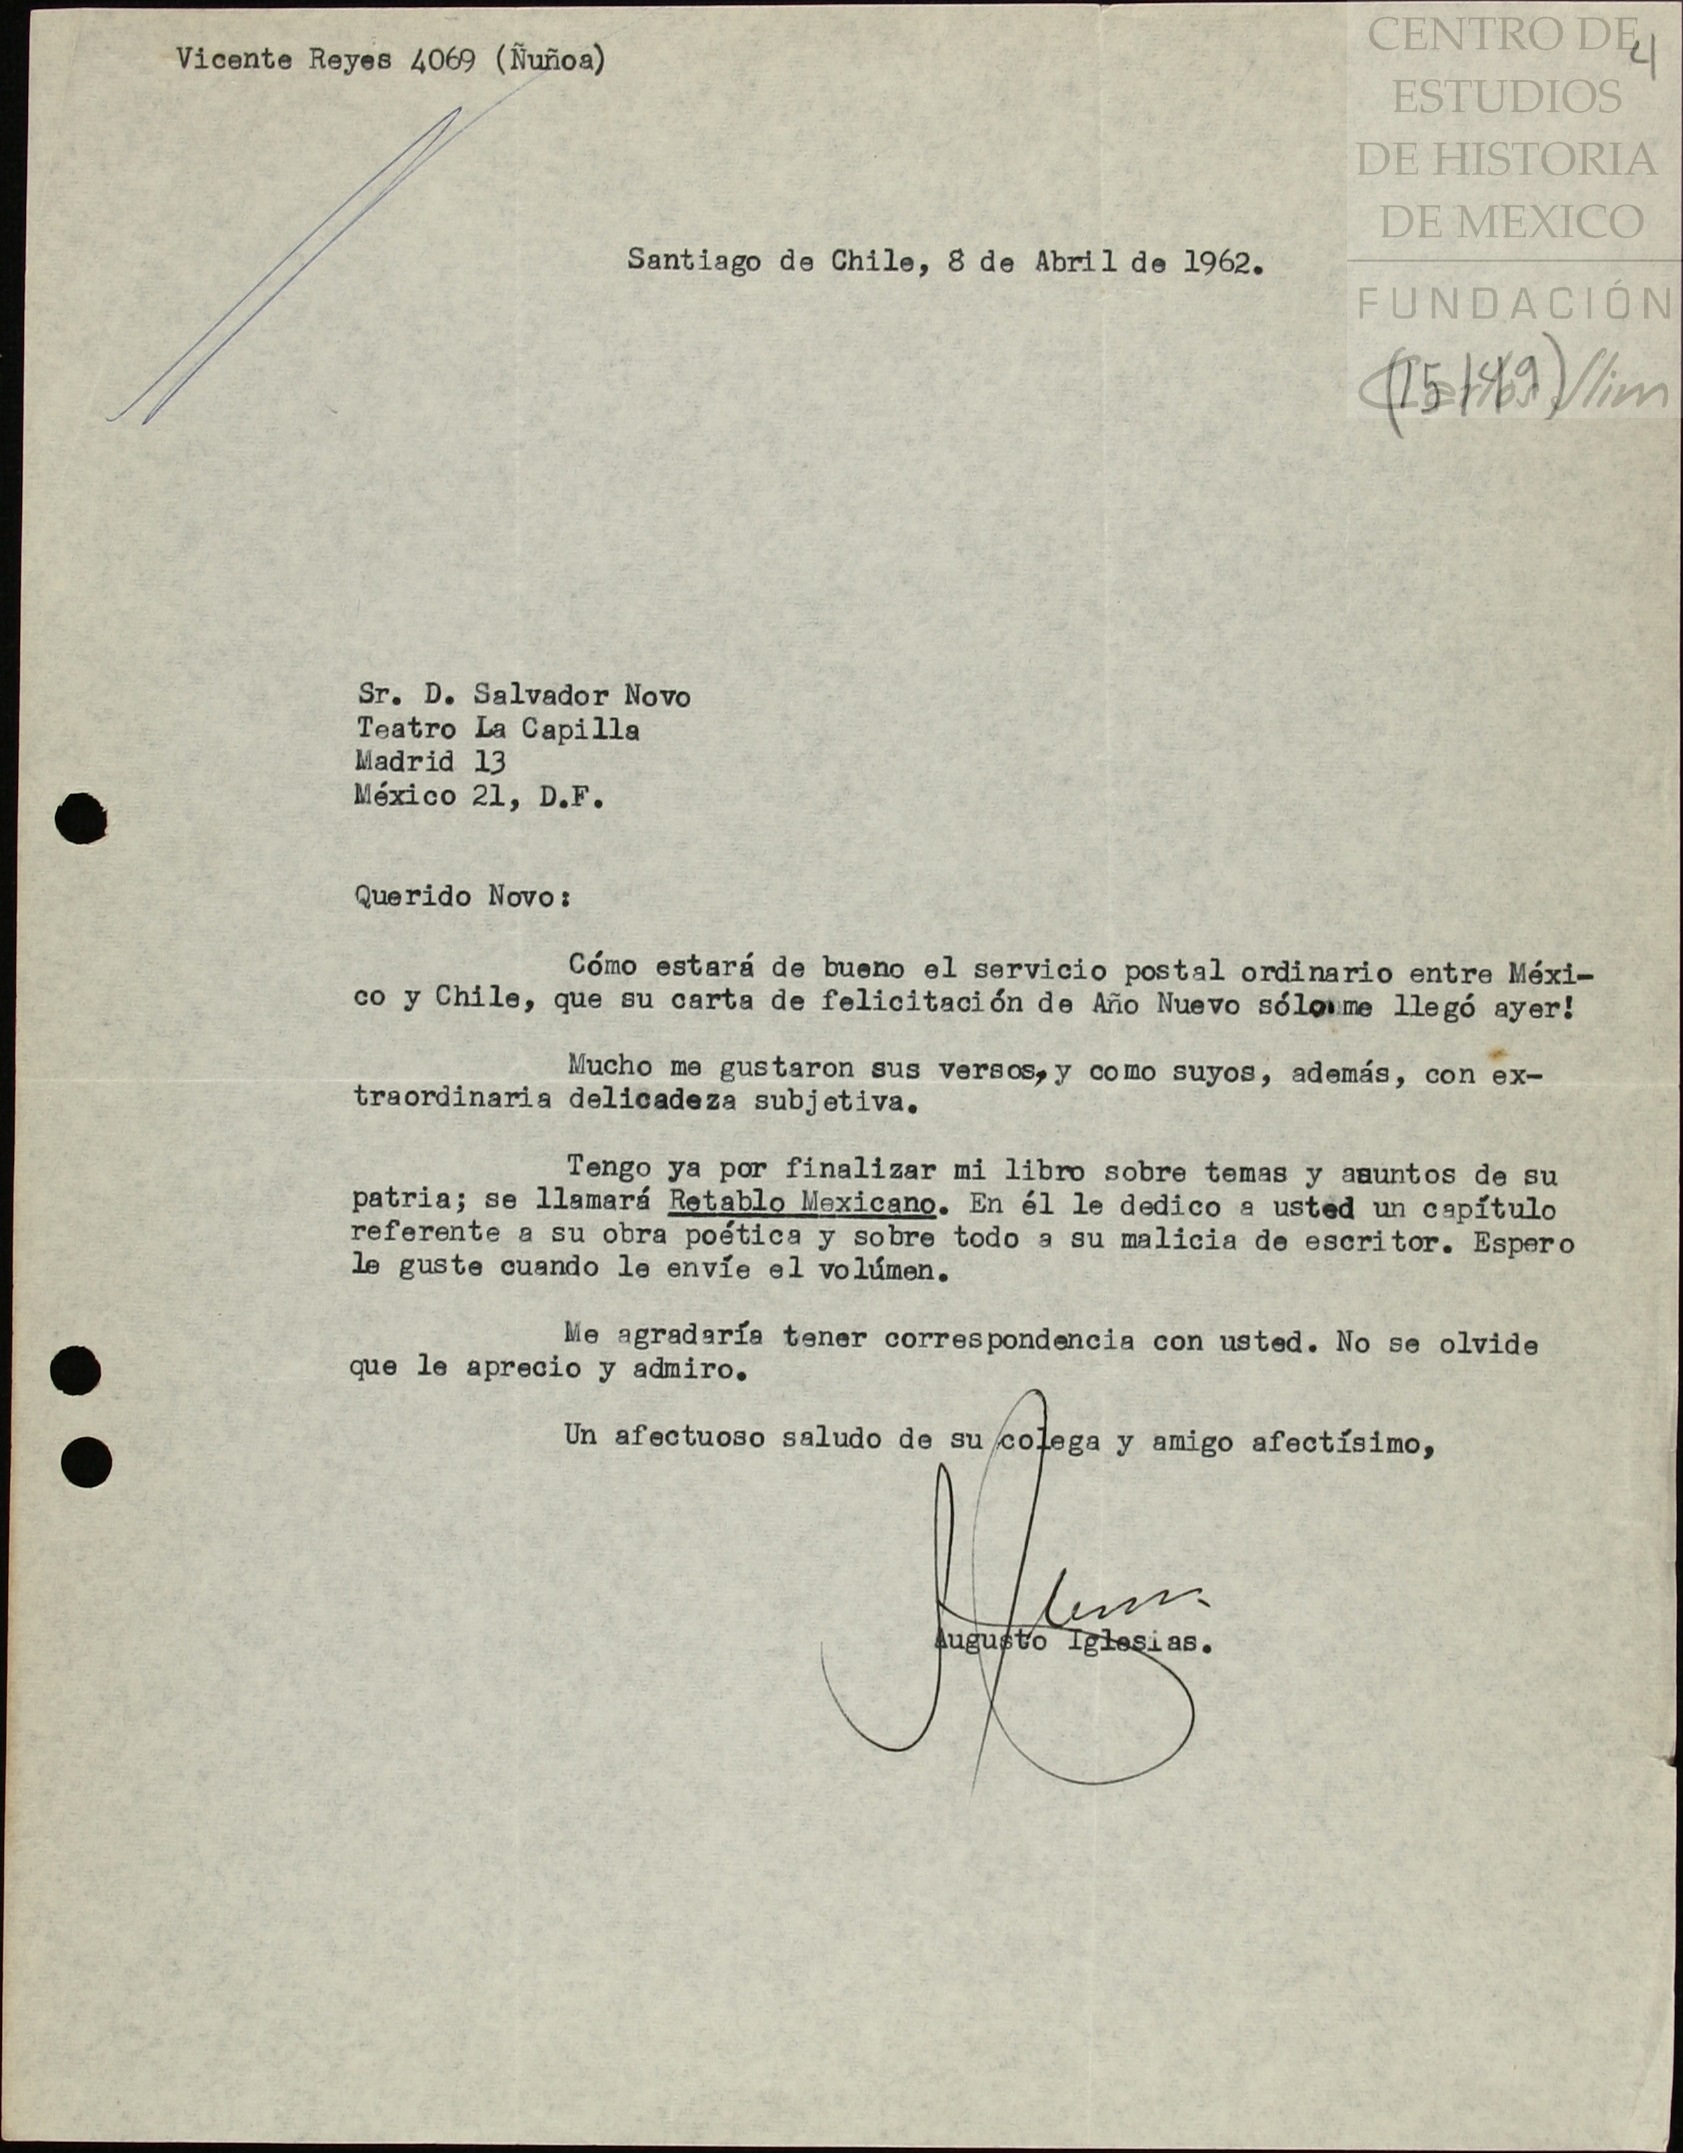 Vicente Reyes 4069 (Ñuñoa)
CENTRO DE
4
ESTUDIOS
DE HISTORIA
DE MEXICO
Santiago de Chile, 8 de Abril de 1962.
FUNDACIÓN
Carlos Slim
(15/49)
Sr. D. Salvador Novo
Teatro La Capilla
Madrid 13
México 21, D.F.
Querido Novo:
Cómo estará de bueno el servicio postal ordinario entre Méxi-
co y Chile, que su carta de felicitación de Año Nuevo sólo me llegó ayer!
Mucho me gustaron sus versos, y como suyos, además, con ex-
traordinaria delicadeza subjetiva.
Tengo ya por finalizar mi libro sobre temas y asuntos de su
patria; se llamará Retablo Mexicano. En él le dedico a usted un capítulo
referente a su obra poética y sobre todo a su malicia de escritor. Espero
le guste cuando le envíe el volúmen.
Me agradaría tener correspondencia con usted. No se olvide
que le aprecio y admiro.
Un afectuoso saludo de su colega y amigo afectísimo,
Augusto Iglesias.